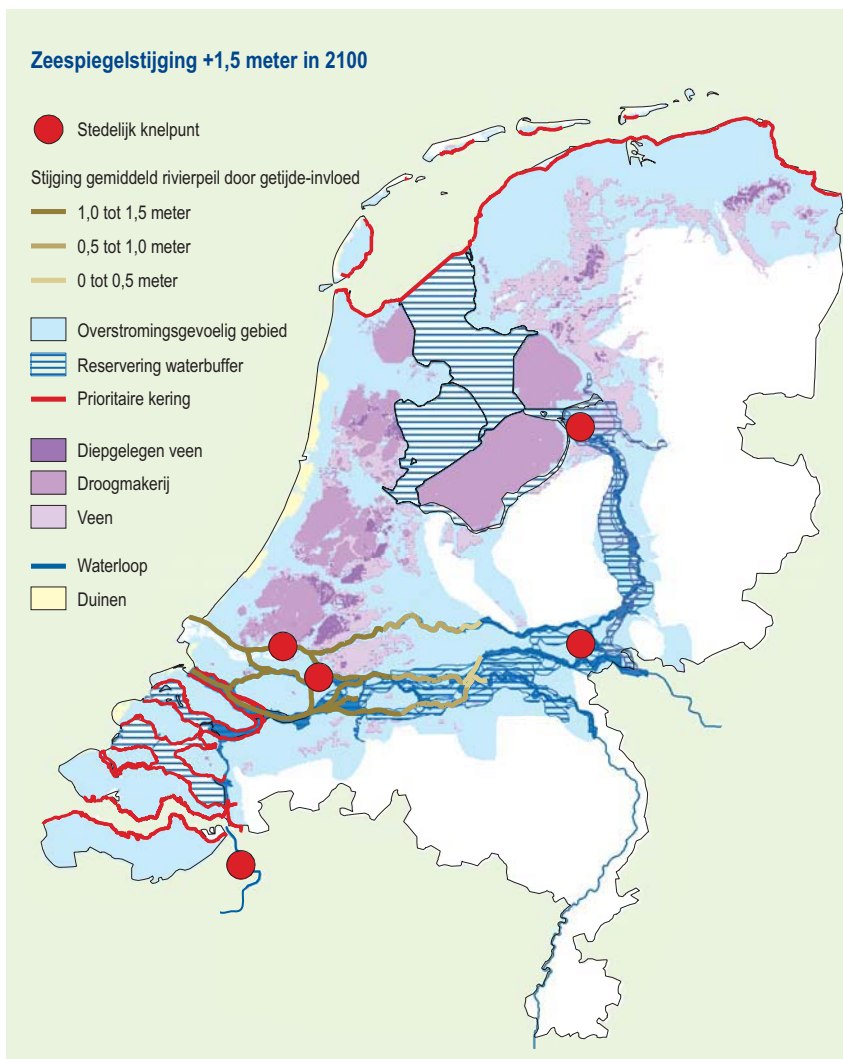 Zeespiegelstijging +1,5 meter in 2100
Stedelijk knelpunt
Stijging gemiddeld rivierpeil door getijde-invloed
1,0 tot 1,5 meter
0,5 tot 1,0 meter
0 tot 0,5 meter
Overstromingsgevoelig gebied
Reservering waterbuffer
Prioritaire kering
Diepgelegen veen
Droogmakerij
Veen
Waterloop
Duinen